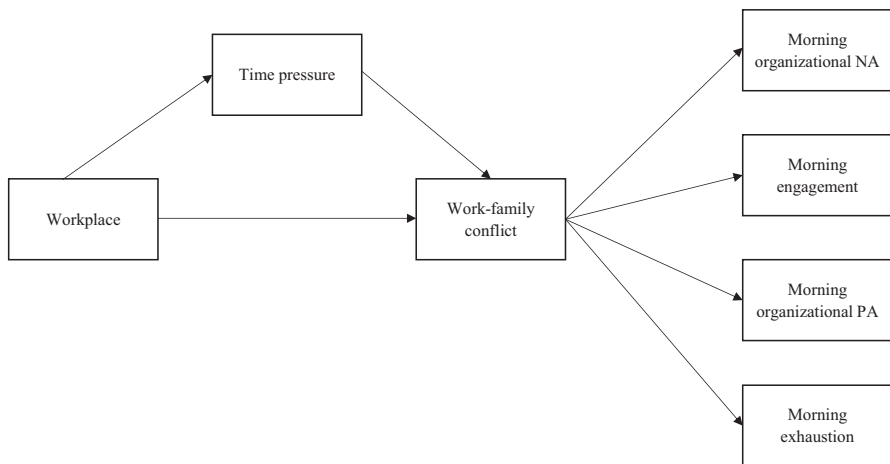 Morning
organizational NA
Time pressure
Morning
engagement
Workplace
Work-family
conflict
Morning
organizational PA
Morning
exhaustion